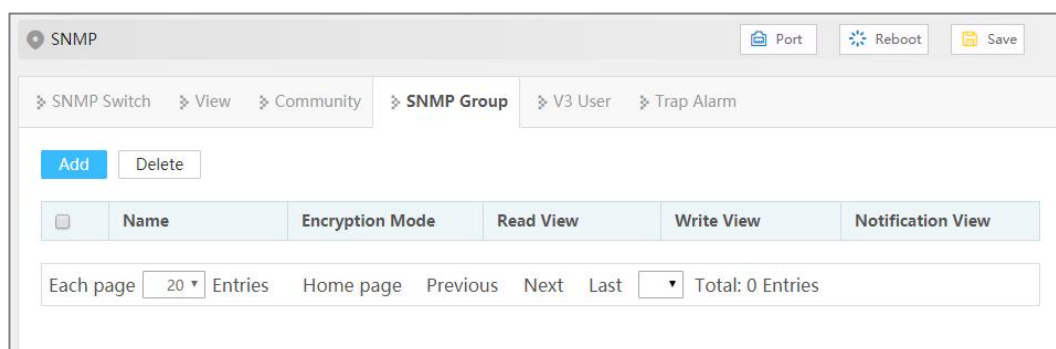 SNMP Port Reboot Save
SNMP Switch View Community SNMP Group V3 User Trap Alarm
Add Delete
Name Encryption Mode Read View Write View Notification View
Each page 20 Entries Home page Previous Next Last Total: 0 Entries